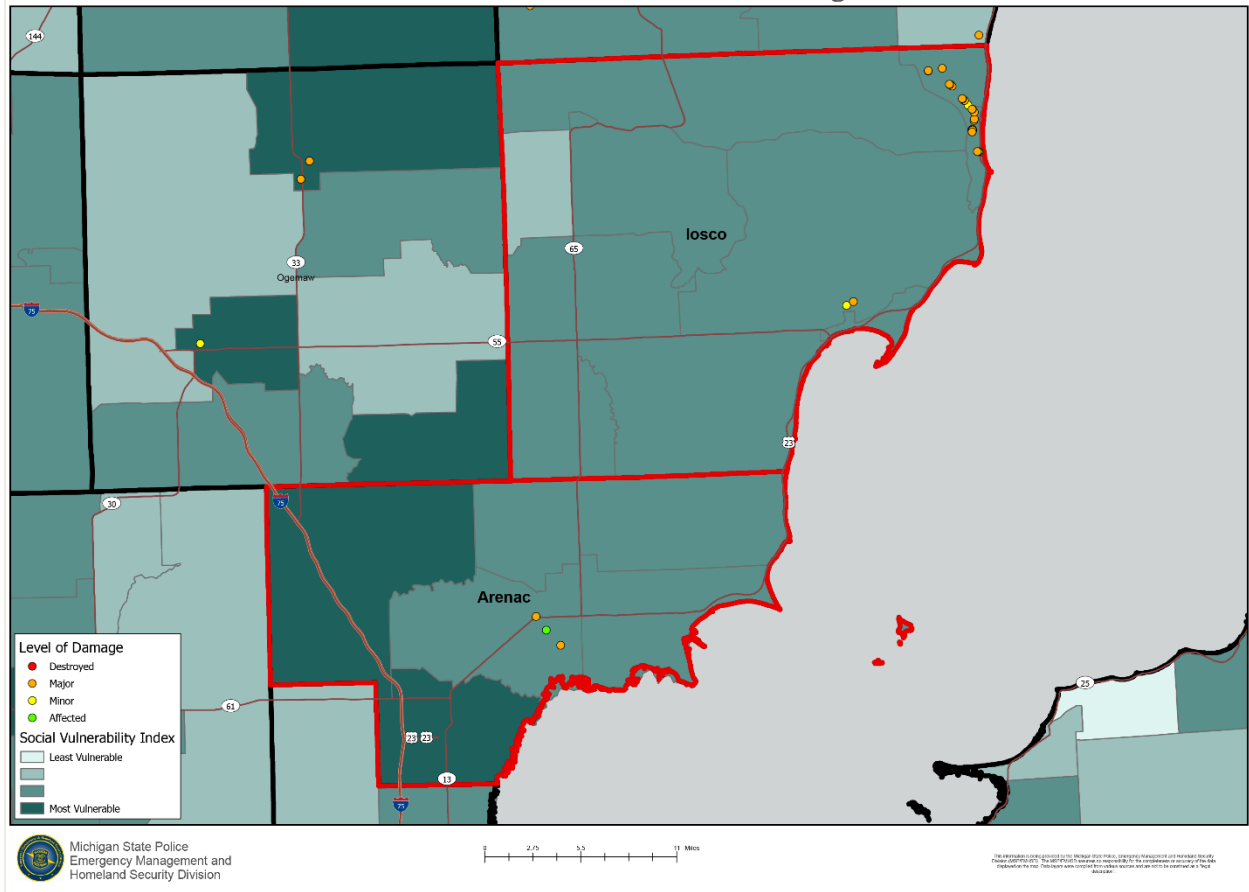 144
33
Ogemaw
65
Iosco
75
55
23
75
30
Arenac
61
23
23
13
75
25
Level of Damage
Destroyed
Major
Minor
Affected
Social Vulnerability Index
Least Vulnerable
Most Vulnerable
Michigan State Police
Emergency Management and
Homeland Security Division
0 2.75 5.5 11 Miles